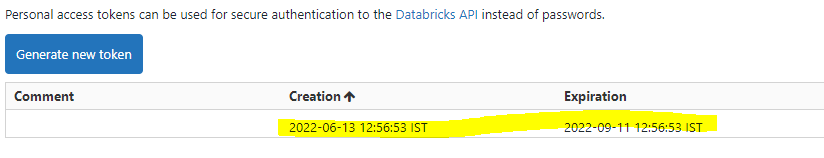 Personal access tokens can be used for secure authentication to the Databricks API instead of passwords.
Generate new token
Comment Creation ↑ Expiration
2022-06-13 12:56:53 IST 2022-09-11 12:56:53 IST